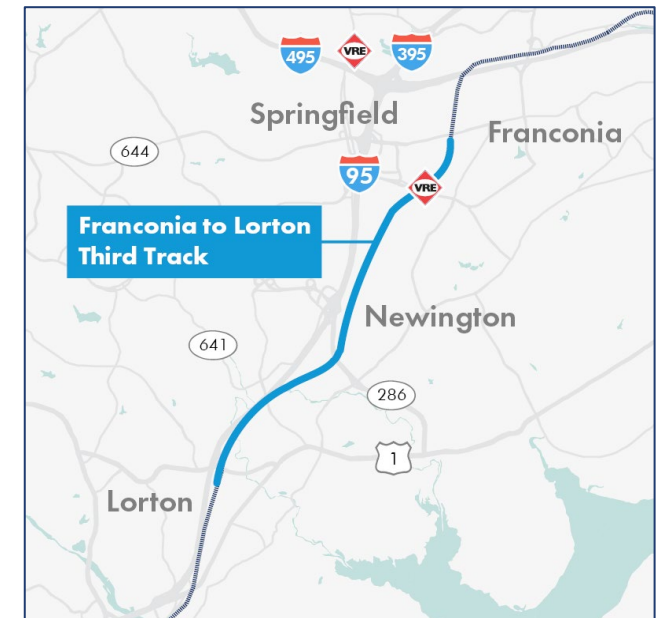 495
VRE
395
Springfield
Franconia
644
95
VRE
Franconia to Lorton
Third Track
Newington
641
286
1
Lorton